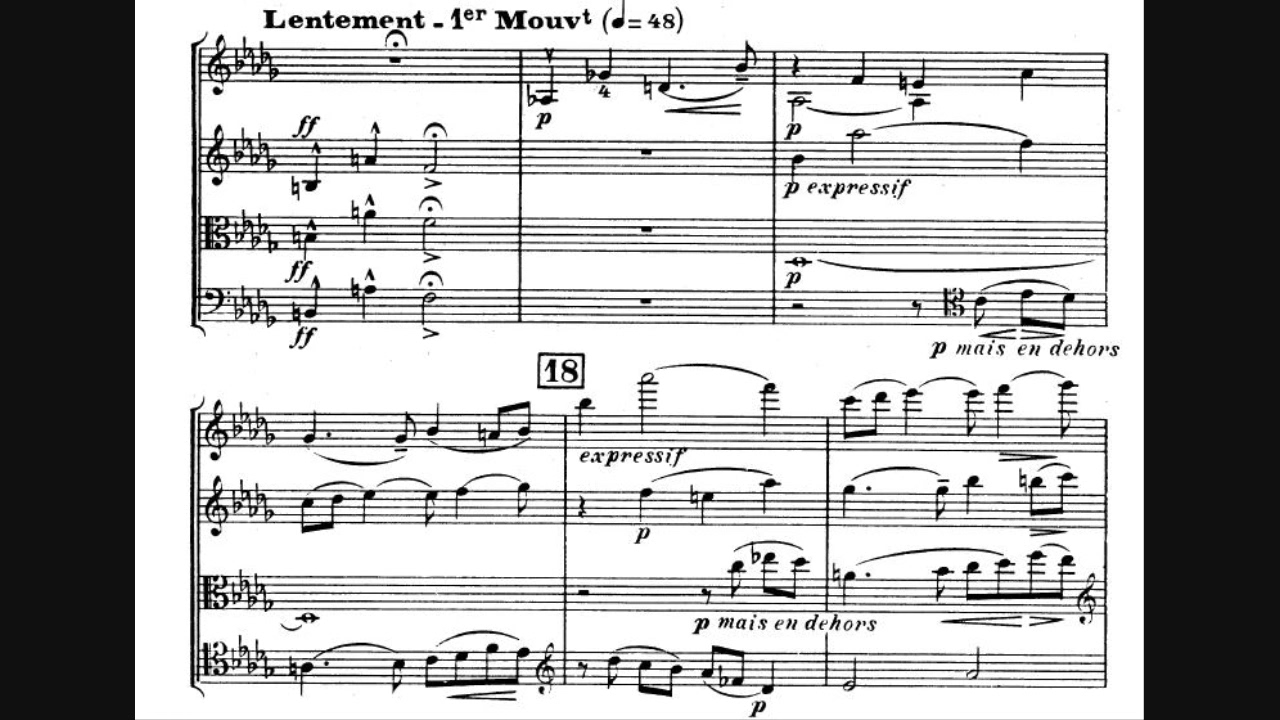 Lentement - 1er Mouvt (♩= 48)
ff
p
4
p
p expressif
ff
p
ff
p mais en dehors
18
expressif
p
p mais en dehors
p